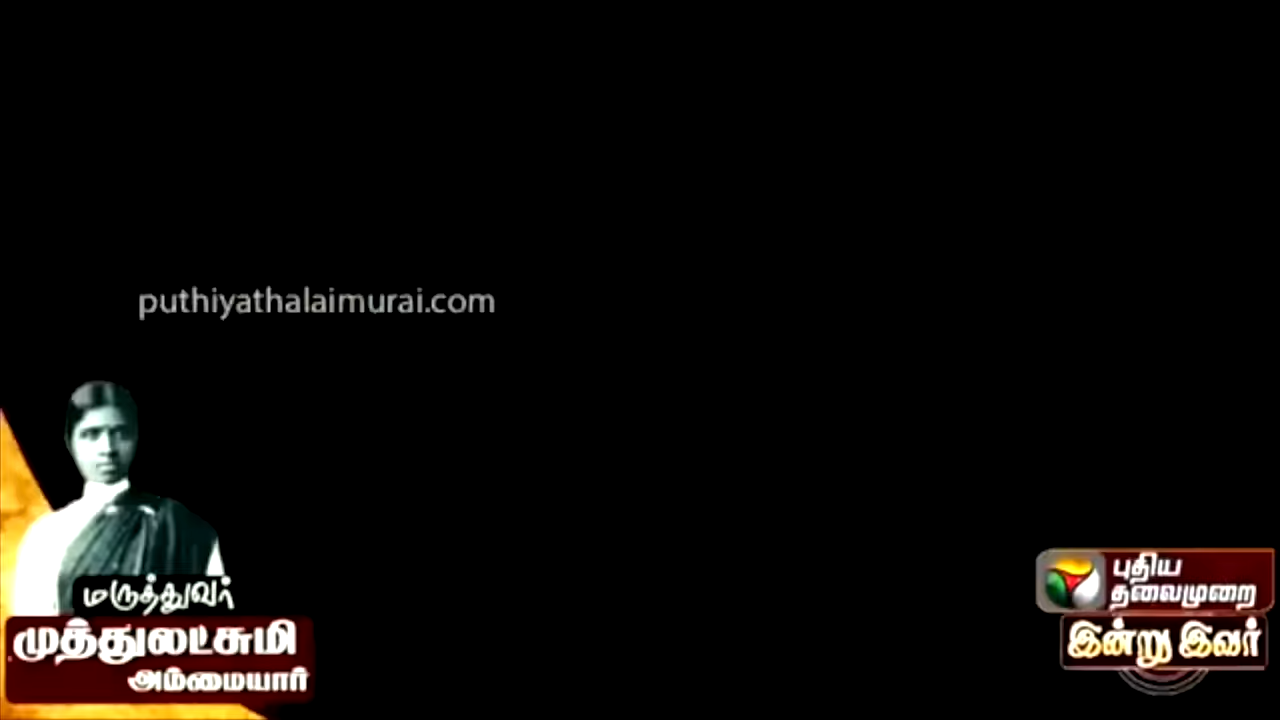 puthiyathalaimurai.com
மருத்துவர்
முத்துலட்சுமி
அம்மையார்
புதிய
தலைமுறை
இன்று இவர்